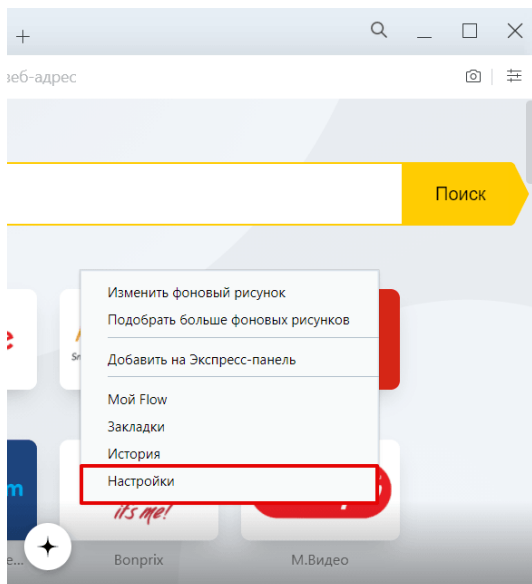 веб-адрес
Поиск
Изменить фоновый рисунок
Подобрать больше фоновых рисунков
Добавить на Экспресс-панель
Мой Flow
Закладки
История
Настройки
it's me!
Bonprix
М.Видео